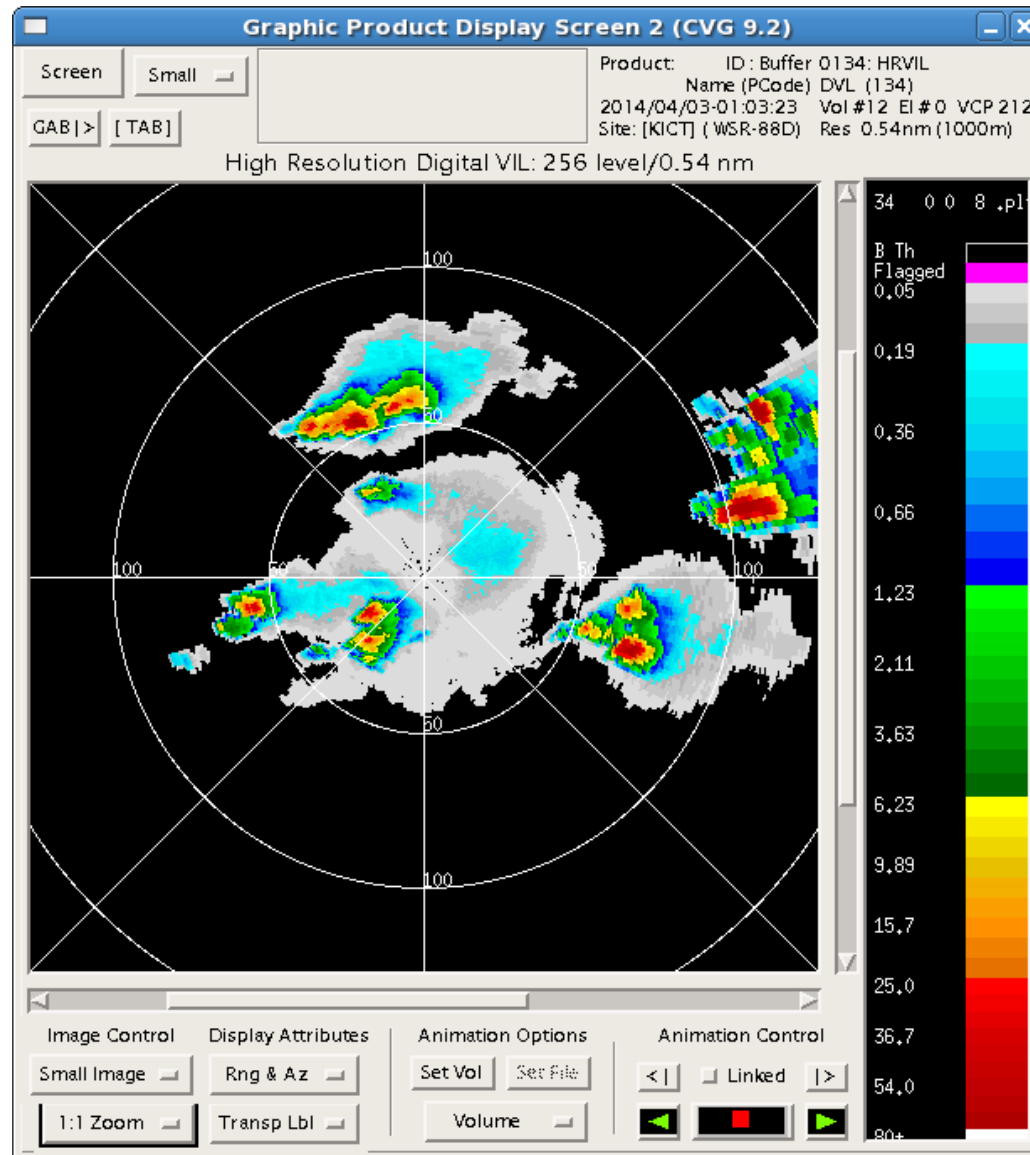 Graphic Product Display Screen 2 (CVG 9.2)
Screen
Small
GAB|>
[TAB]
Product: ID: Buffer 0134: HRVIL
Name (PCode) DVL (134)
2014/04/03-01:03:23 Vol #12 El # 0 VCP 212
Site: [KICT] (WSR-88D) Res 0.54nm (1000m)
High Resolution Digital VIL: 256 level/0.54 nm
100
50
100
50
50
100
50
100
34 0 0 8 .pl
B Th
Flagged
0.05
0.19
0.36
0.66
1.23
2.11
3.63
6.23
9.89
15.7
25.0
36.7
54.0
80+
Image Control
Display Attributes
Animation Options
Animation Control
Small Image
Rng & Az
Set Vol
Set File
<|
Linked
|>
1:1 Zoom
Transp Lbl
Volume